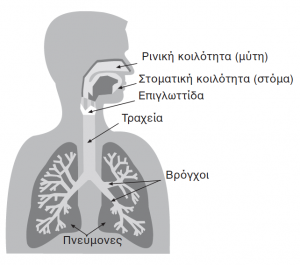 Ρινική κοιλότητα (μύτη)
Στοματική κοιλότητα (στόμα)
Επιγλωττίδα
Τραχεία
Βρόγχοι
Πνεύμονες